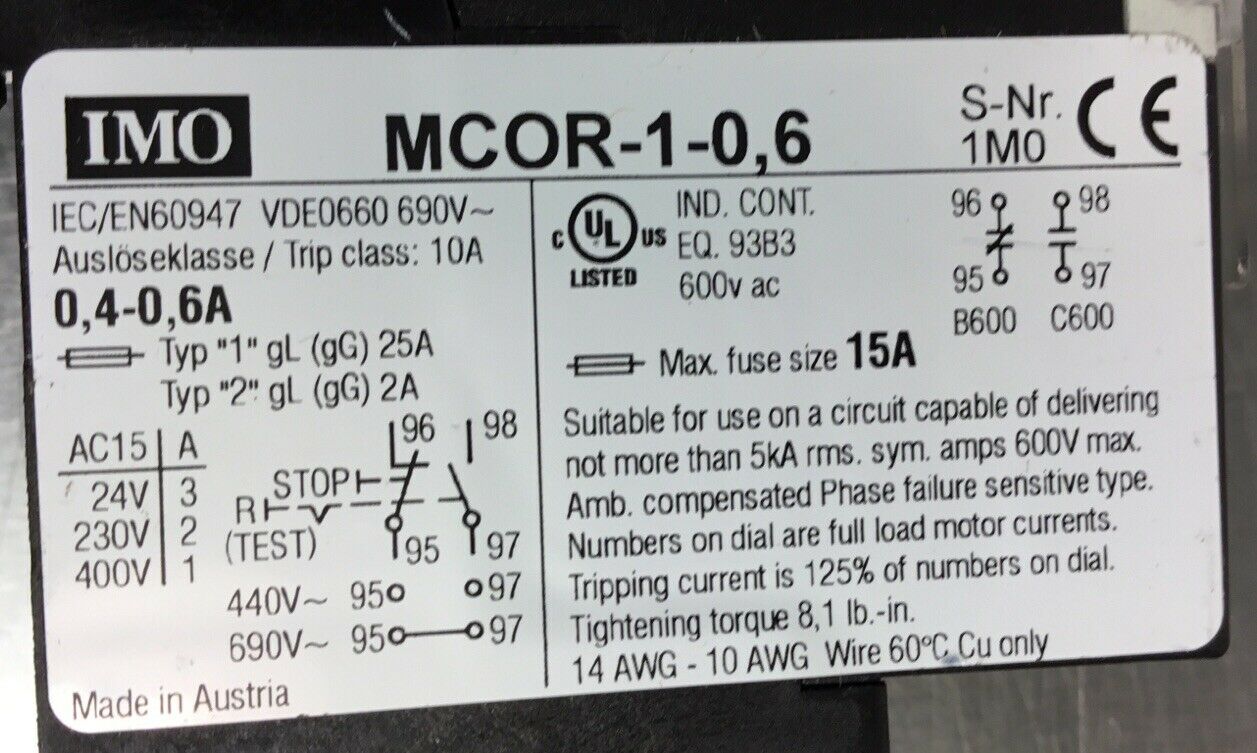 IMO
MCOR-1-0,6
S-Nr.
1M0
CE
IEC/EN60947 VDE0660 690V~
Auslöseklasse / Trip class: 10A
0,4-0,6A
Typ "1" gL (gG) 25A
Typ "2" gL (gG) 2A
AC15 A
24V 3
230V 2
400V 1
96 98
STOP
R
(TEST)
95 97
440V~ 95 97
690V~ 95 97
Made in Austria
C UL US
LISTED
IND. CONT.
EQ. 93B3
600v ac
96 98
95 97
B600 C600
Max. fuse size 15A
Suitable for use on a circuit capable of delivering
not more than 5kA rms. sym. amps 600V max.
Amb. compensated Phase failure sensitive type.
Numbers on dial are full load motor currents.
Tripping current is 125% of numbers on dial.
Tightening torque 8,1 lb.-in.
14 AWG - 10 AWG Wire 60°C Cu only